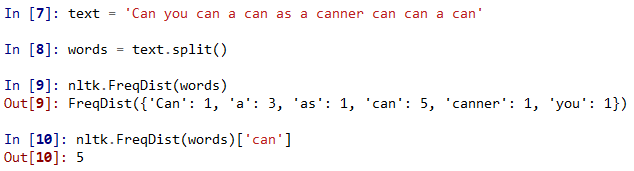 In [7]: text = 'Can you can a can as a canner can can a can'
In [8]: words = text.split()
In [9]: nltk.FreqDist(words)
Out[9]: FreqDist({'Can': 1, 'a': 3, 'as': 1, 'can': 5, 'canner': 1, 'you': 1})
In [10]: nltk.FreqDist(words)['can']
Out[10]: 5